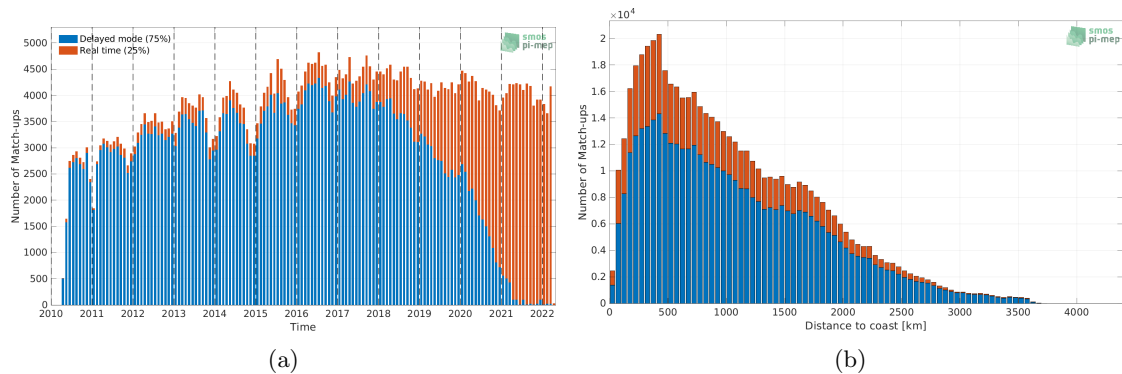 Delayed mode (75%)
Real time (25%)
smos
pi-mep
Number of Match-ups
5000
4500
4000
3500
3000
2500
2000
1500
1000
500
0
2010 2011 2012 2013 2014 2015 2016 2017 2018 2019 2020 2021 2022
Time
(a)
×10⁴
smos
pi-mep
Number of Match-ups
2
1.8
1.6
1.4
1.2
1
0.8
0.6
0.4
0.2
0
0 500 1000 1500 2000 2500 3000 3500 4000
Distance to coast [km]
(b)